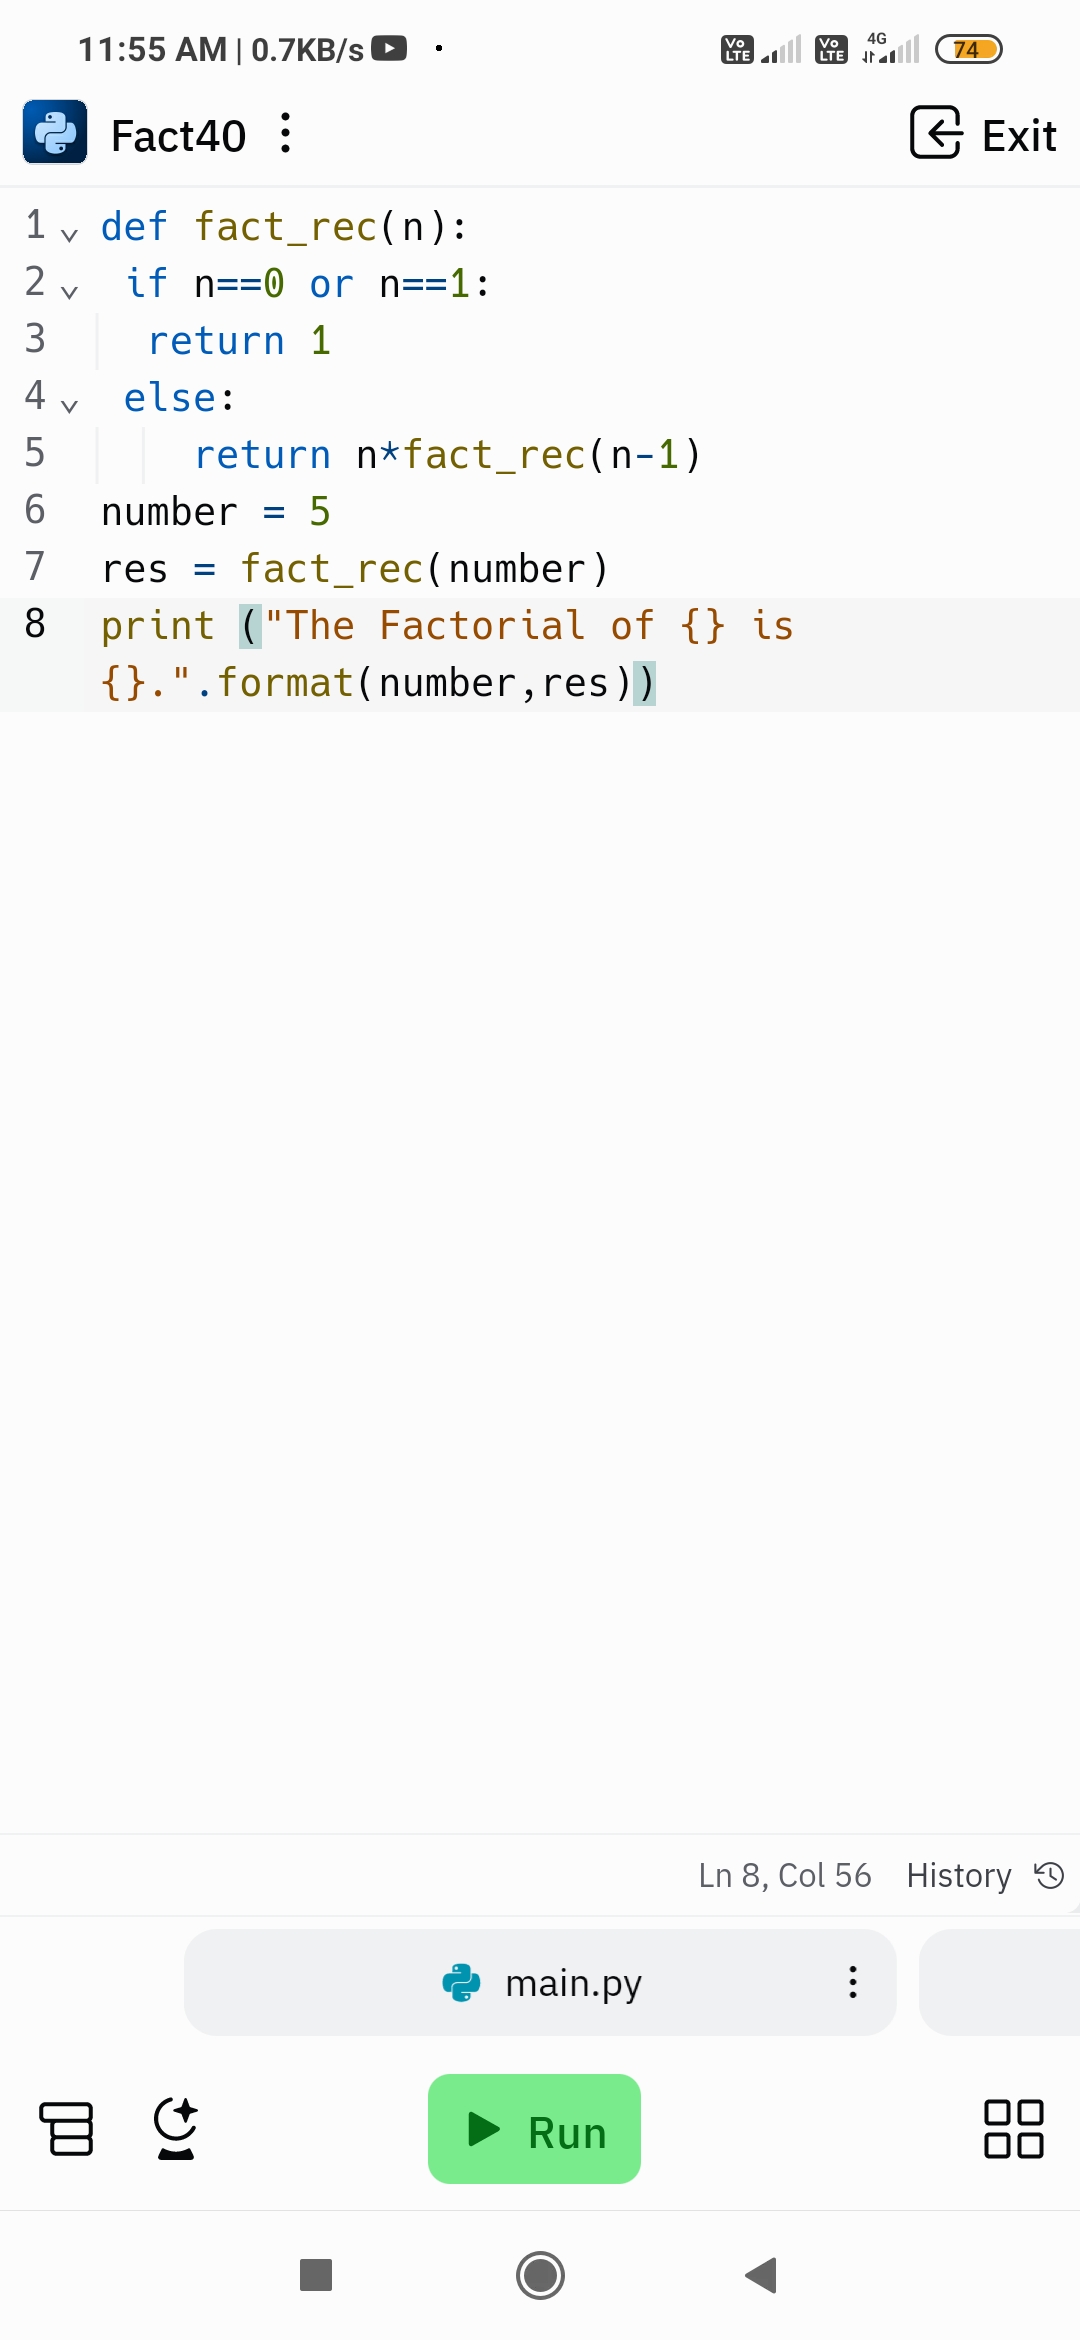 11:55 AM | 0.7KB/s
Vo LTE Vo LTE 4G 74
Fact40
Exit
1 def fact_rec(n):
2  if n==0 or n==1:
3   return 1
4  else:
5     return n*fact_rec(n-1)
6 number = 5
7 res = fact_rec(number)
8 print ("The Factorial of {} is
{}.".format(number,res))
Ln 8, Col 56 History
main.py
Run